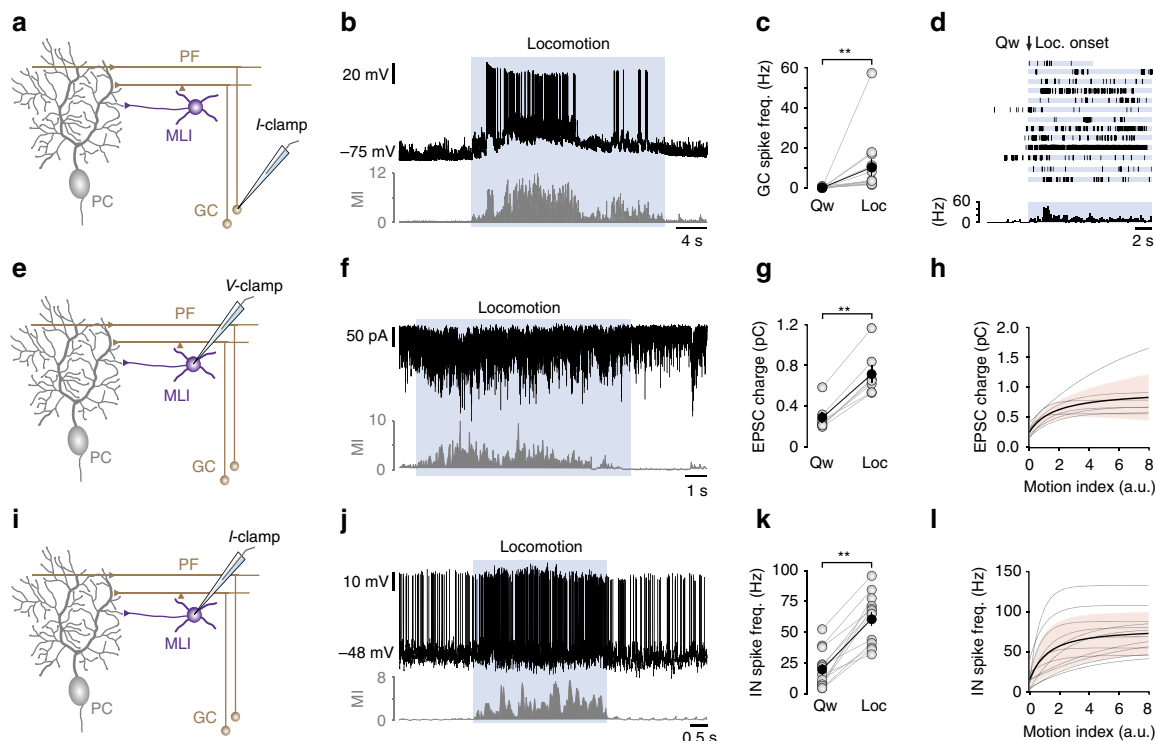 a
PF
MLI
I-clamp
PC
GC
b
Locomotion
20 mV
–75 mV
12
MI
0
4 s
c
**
GC spike freq. (Hz)
60
40
20
10
0
Qw
Loc
d
Qw Loc. onset
60
(Hz)
0
2 s
e
V-clamp
PF
MLI
PC
GC
f
Locomotion
50 pA
10
MI
0
1 s
g
**
EPSC charge (pC)
1.2
0.8
0.4
0
Qw
Loc
h
EPSC charge (pC)
2.0
1.5
1.0
0.5
0.0
0 2 4 6 8
Motion index (a.u.)
i
I-clamp
PF
MLI
PC
GC
j
Locomotion
10 mV
–48 mV
8
MI
0
0.5 s
k
**
IN spike freq. (Hz)
100
75
50
25
0
Qw
Loc
l
IN spike freq. (Hz)
150
100
50
0
0 2 4 6 8
Motion index (a.u.)